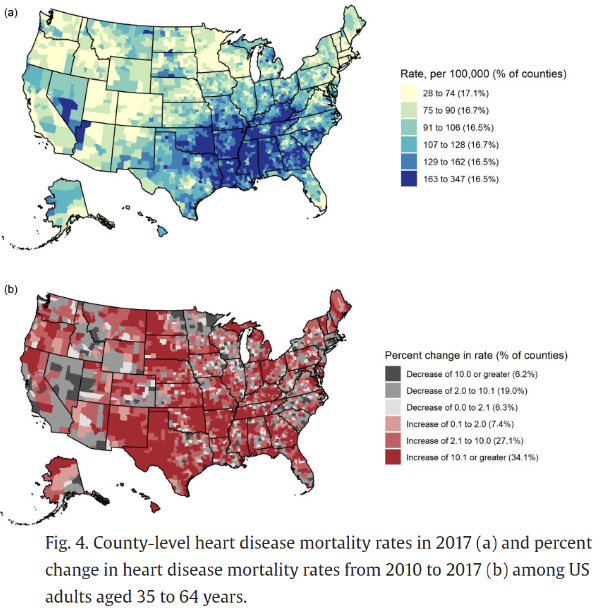 (a)
Rate, per 100,000 (% of counties)
28 to 74 (17.1%)
75 to 90 (16.7%)
91 to 106 (16.5%)
107 to 128 (16.7%)
129 to 162 (16.5%)
163 to 347 (16.5%)
(b)
Percent change in rate (% of counties)
Decrease of 10.0 or greater (6.2%)
Decrease of 2.0 to 10.1 (19.0%)
Decrease of 0.0 to 2.1 (6.3%)
Increase of 0.1 to 2.0 (7.4%)
Increase of 2.1 to 10.0 (27.1%)
Increase of 10.1 or greater (34.1%)
Fig. 4. County-level heart disease mortality rates in 2017 (a) and percent
change in heart disease mortality rates from 2010 to 2017 (b) among US
adults aged 35 to 64 years.